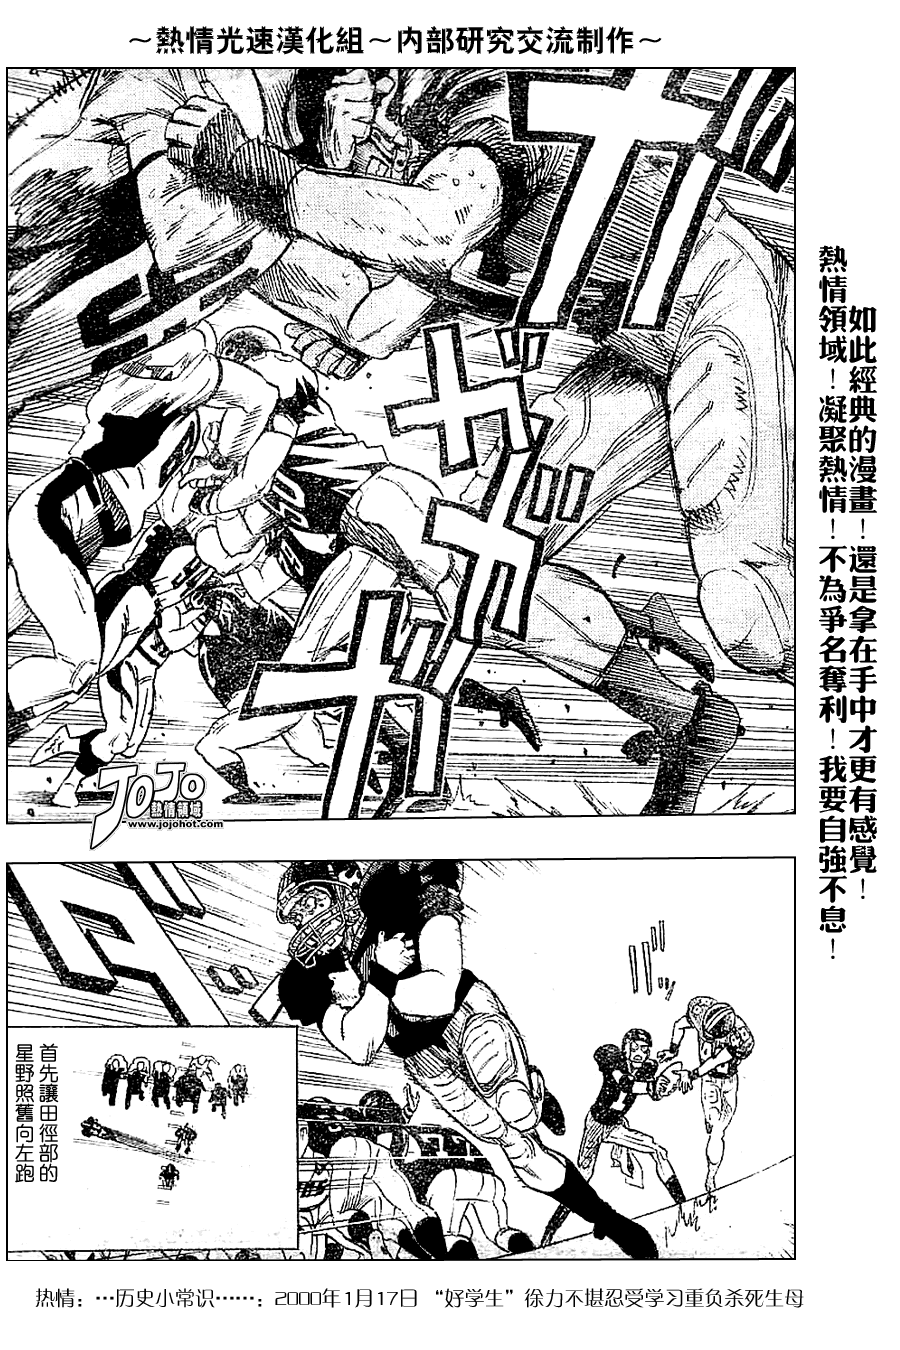 ～熱情光速漢化組～内部研究交流制作～
如此經典的漫畫！還是拿在手中才更有感覺！
熱情領域！凝聚熱情！不為爭名奪利！我要自強不息！
ガ
ガ
ガ
ガ
JOJO
熱情領域
www.jojohot.com
ダ
首先讓田徑部的
星野照舊向左跑
热情：…历史小常识……：2000年1月17日 “好学生”徐力不堪忍受学习重负杀死生母